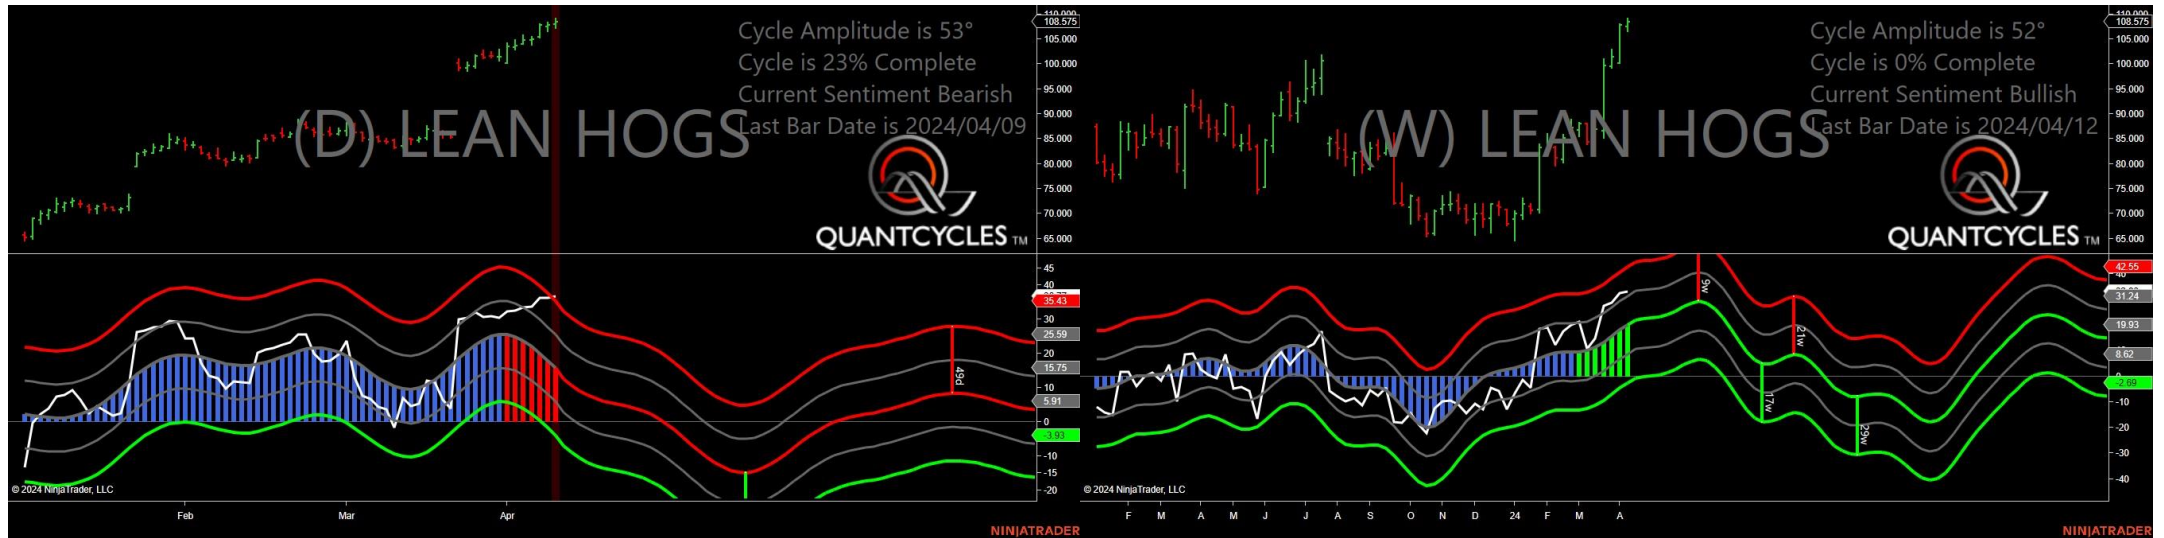 Cycle Amplitude is 53°
Cycle is 23% Complete
Current Sentiment Bearish
Last Bar Date is 2024/04/09
(D) LEAN HOGS
QUANTCYCLES TM
110.000
108.575
105.000
100.000
95.000
90.000
85.000
80.000
75.000
70.000
65.000
45
40
35.43
30
25.59
20
15.75
10
5.91
0
-3.93
-10
-15
-20
49d
© 2024 NinjaTrader, LLC
Feb Mar Apr
NINJATRADER
Cycle Amplitude is 52°
Cycle is 0% Complete
Current Sentiment Bullish
Last Bar Date is 2024/04/12
(W) LEAN HOGS
QUANTCYCLES TM
110.000
108.575
105.000
100.000
95.000
90.000
85.000
80.000
75.000
70.000
65.000
42.55
40
31.24
19.93
8.62
0
-2.69
-10
-20
-30
-40
9w
21w
17w
29w
© 2024 NinjaTrader, LLC
F M A M J J A S O N D 24 F M A
NINJATRADER